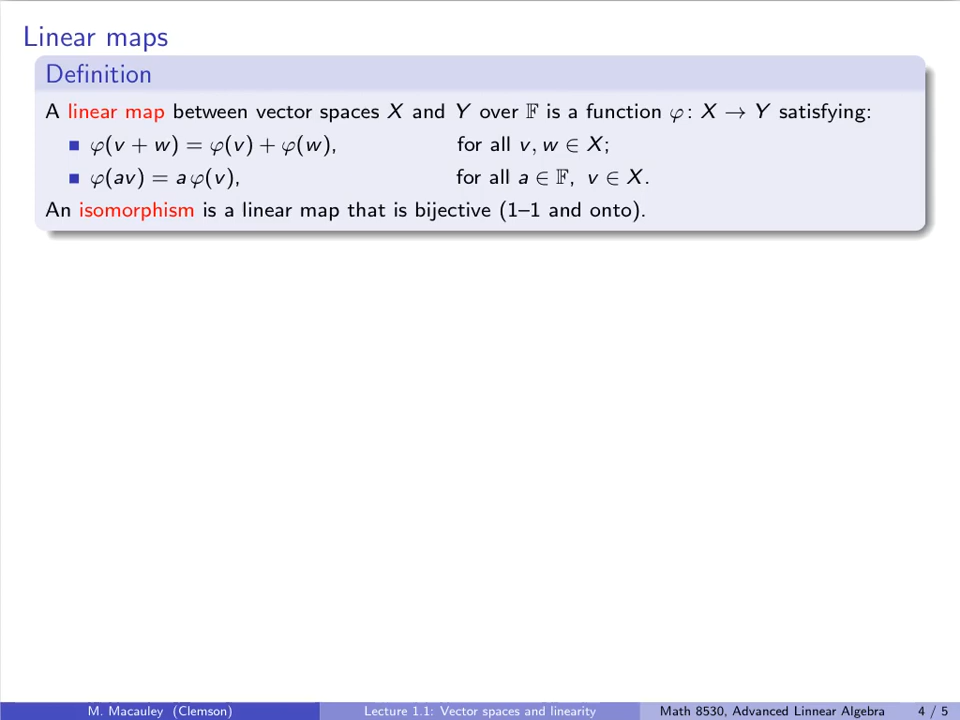 Linear maps
Definition
A linear map between vector spaces X and Y over 𝔽 is a function φ: X → Y satisfying:
■ φ(v + w) = φ(v) + φ(w), for all v, w ∈ X;
■ φ(av) = a φ(v), for all a ∈ 𝔽, v ∈ X.
An isomorphism is a linear map that is bijective (1–1 and onto).
M. Macauley (Clemson) Lecture 1.1: Vector spaces and linearity Math 8530, Advanced Linnear Algebra 4 / 5